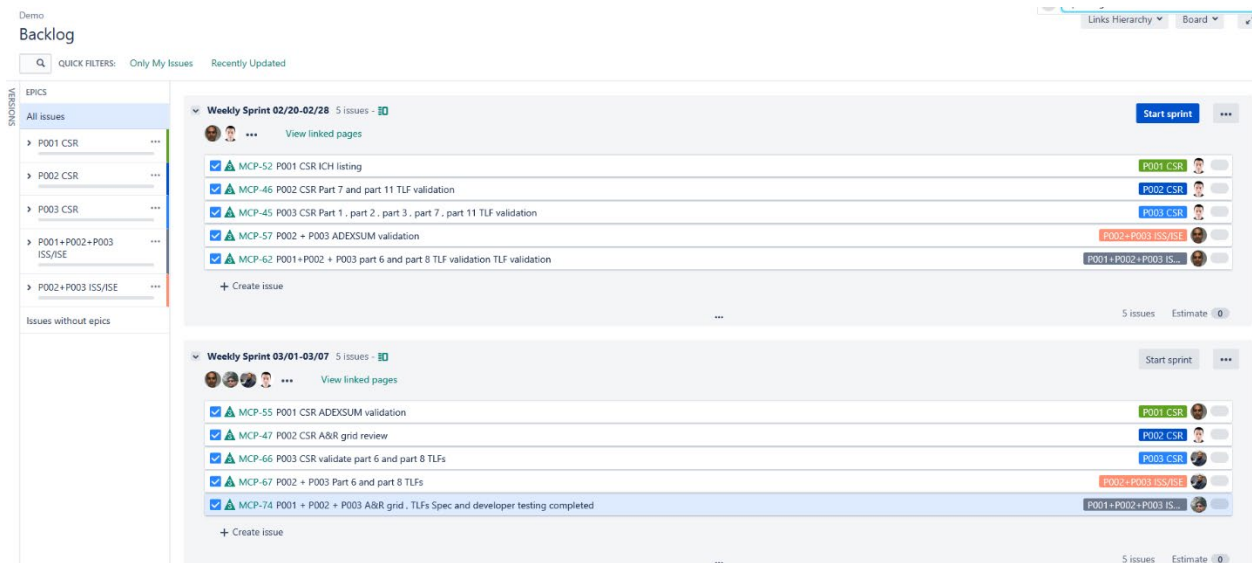 Demo
Backlog
Links Hierarchy Board
QUICK FILTERS: Only My Issues Recently Updated
VERSIONS
EPICS
All issues
P001 CSR
P002 CSR
P003 CSR
P001+P002+P003
ISS/ISE
P002+P003 ISS/ISE
Issues without epics
Weekly Sprint 02/20-02/28 5 issues - Start sprint ...
... View linked pages
MCP-52 P001 CSR ICH listing P001 CSR
MCP-46 P002 CSR Part 7 and part 11 TLF validation P002 CSR
MCP-45 P003 CSR Part 1 , part 2 , part 3 , part 7 , part 11 TLF validation P003 CSR
MCP-57 P002 + P003 ADEXSUM validation P002+P003 ISS/ISE
MCP-62 P001+P002 + P003 part 6 and part 8 TLF validation TLF validation P001+P002+P003 IS...
+ Create issue
5 issues Estimate 0
Weekly Sprint 03/01-03/07 5 issues - Start sprint ...
... View linked pages
MCP-55 P001 CSR ADEXSUM validation P001 CSR
MCP-47 P002 CSR A&R grid review P002 CSR
MCP-66 P003 CSR validate part 6 and part 8 TLFs P003 CSR
MCP-67 P002 + P003 Part 6 and part 8 TLFs P002+P003 ISS/ISE
MCP-74 P001 + P002 + P003 A&R grid , TLFs Spec and developer testing completed P001+P002+P003 IS...
+ Create issue
5 issues Estimate 0